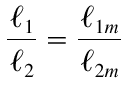 ℓ₁/ℓ₂ = ℓ₁ₘ/ℓ₂ₘ